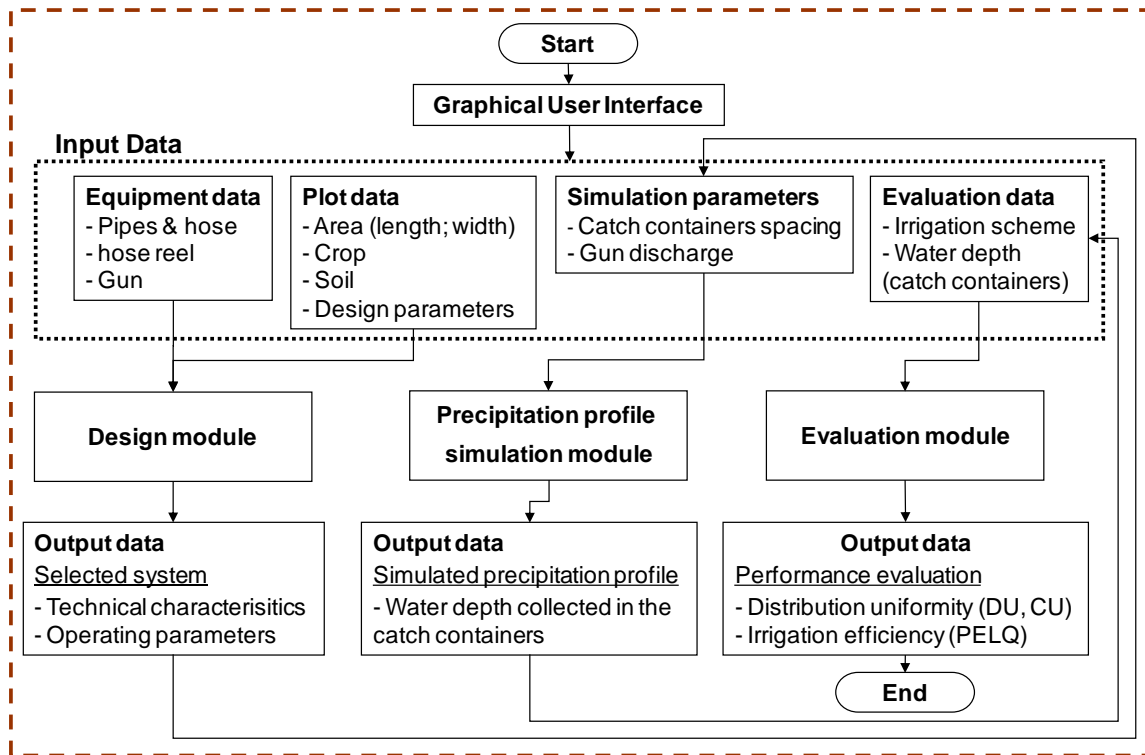 Start
Graphical User Interface
Input Data
Equipment data
- Pipes & hose
- hose reel
- Gun
Plot data
- Area (length; width)
- Crop
- Soil
- Design parameters
Simulation parameters
- Catch containers spacing
- Gun discharge
Evaluation data
- Irrigation scheme
- Water depth
(catch containers)
Design module
Precipitation profile
simulation module
Evaluation module
Output data
Selected system
- Technical characterisitics
- Operating parameters
Output data
Simulated precipitation profile
- Water depth collected in the
catch containers
Output data
Performance evaluation
- Distribution uniformity (DU, CU)
- Irrigation efficiency (PELQ)
End